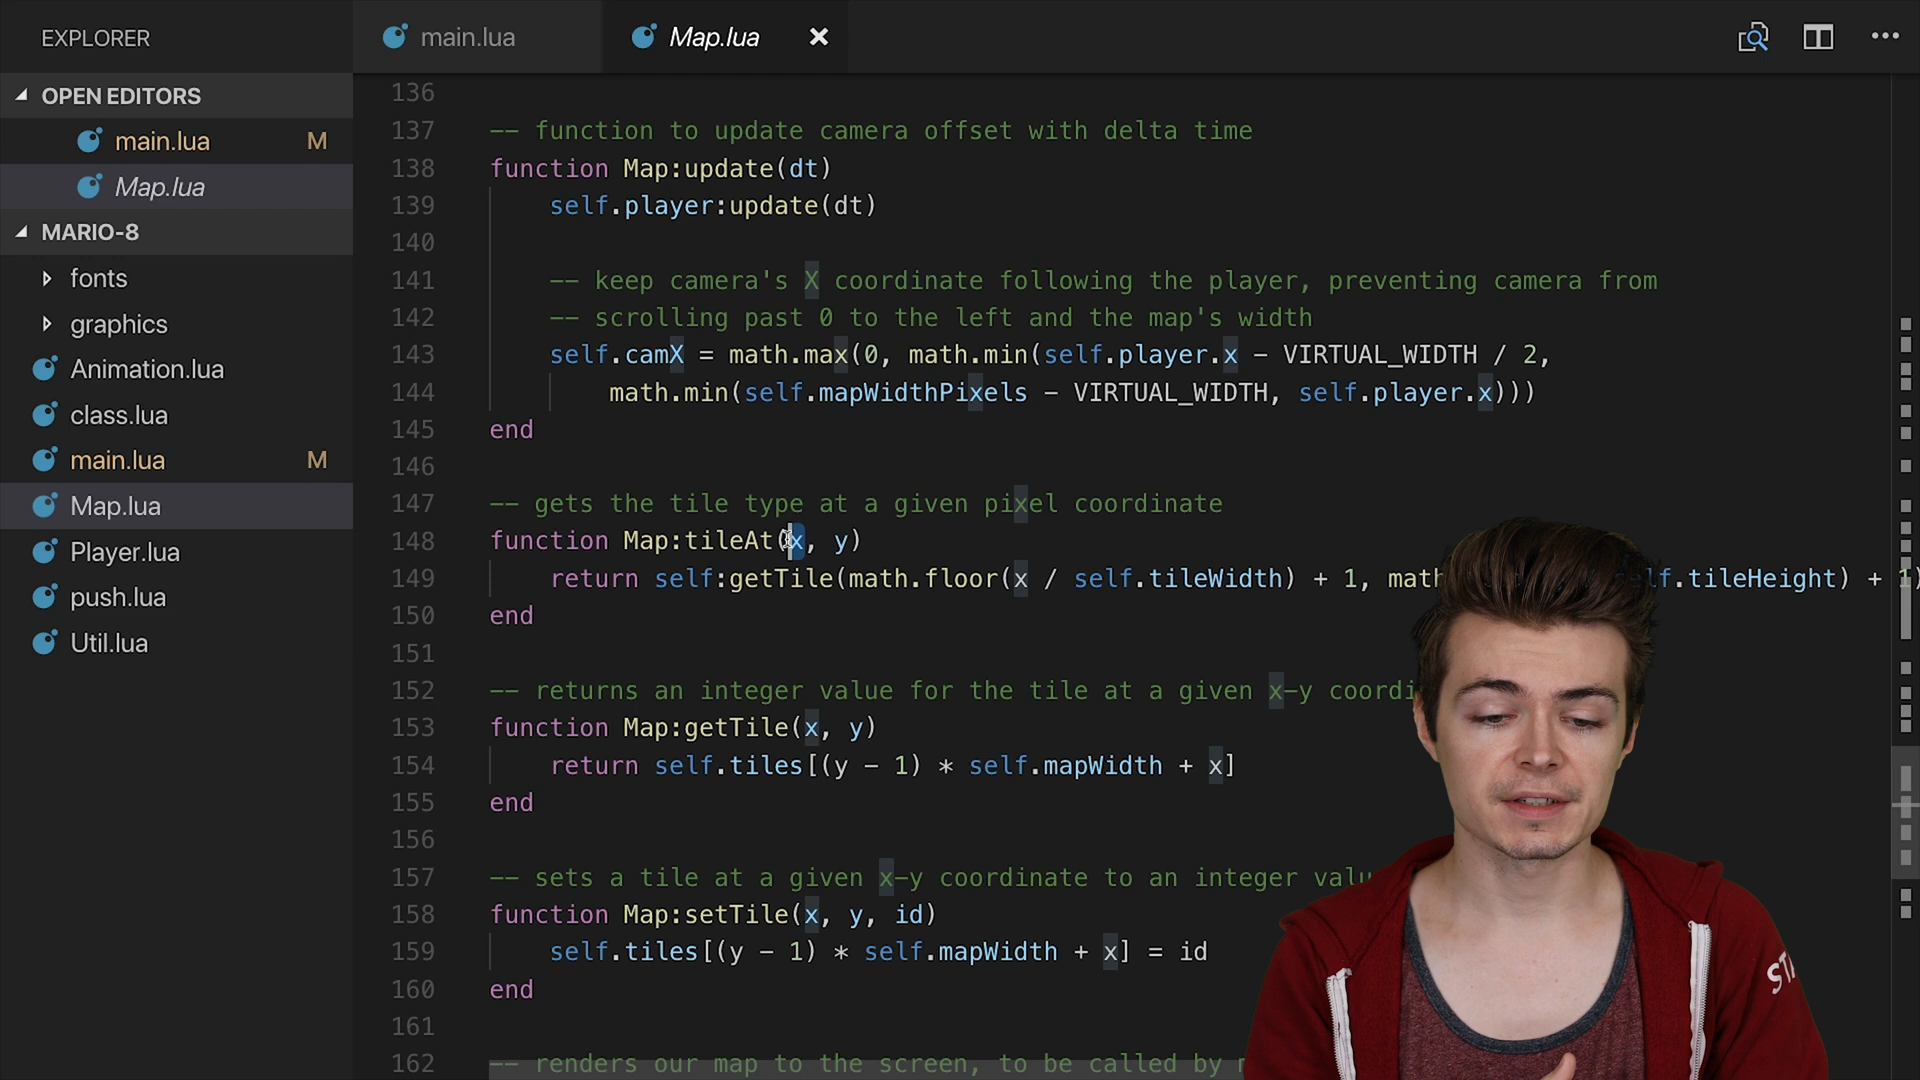 EXPLORER
main.lua
Map.lua
OPEN EDITORS
main.lua M
Map.lua
MARIO-8
fonts
graphics
Animation.lua
class.lua
main.lua M
Map.lua
Player.lua
push.lua
Util.lua
136
137 -- function to update camera offset with delta time
138 function Map:update(dt)
139 self.player:update(dt)
140
141 -- keep camera's X coordinate following the player, preventing camera from
142 -- scrolling past 0 to the left and the map's width
143 self.camX = math.max(0, math.min(self.player.x - VIRTUAL_WIDTH / 2,
144 math.min(self.mapWidthPixels - VIRTUAL_WIDTH, self.player.x)))
145 end
146
147 -- gets the tile type at a given pixel coordinate
148 function Map:tileAt(x, y)
149 return self:getTile(math.floor(x / self.tileWidth) + 1, math lf.tileHeight) + 1)
150 end
151
152 -- returns an integer value for the tile at a given x-y coordi
153 function Map:getTile(x, y)
154 return self.tiles[(y - 1) * self.mapWidth + x]
155 end
156
157 -- sets a tile at a given x-y coordinate to an integer valu
158 function Map:setTile(x, y, id)
159 self.tiles[(y - 1) * self.mapWidth + x] = id
160 end
161
162 -- renders our map to the screen, to be called by